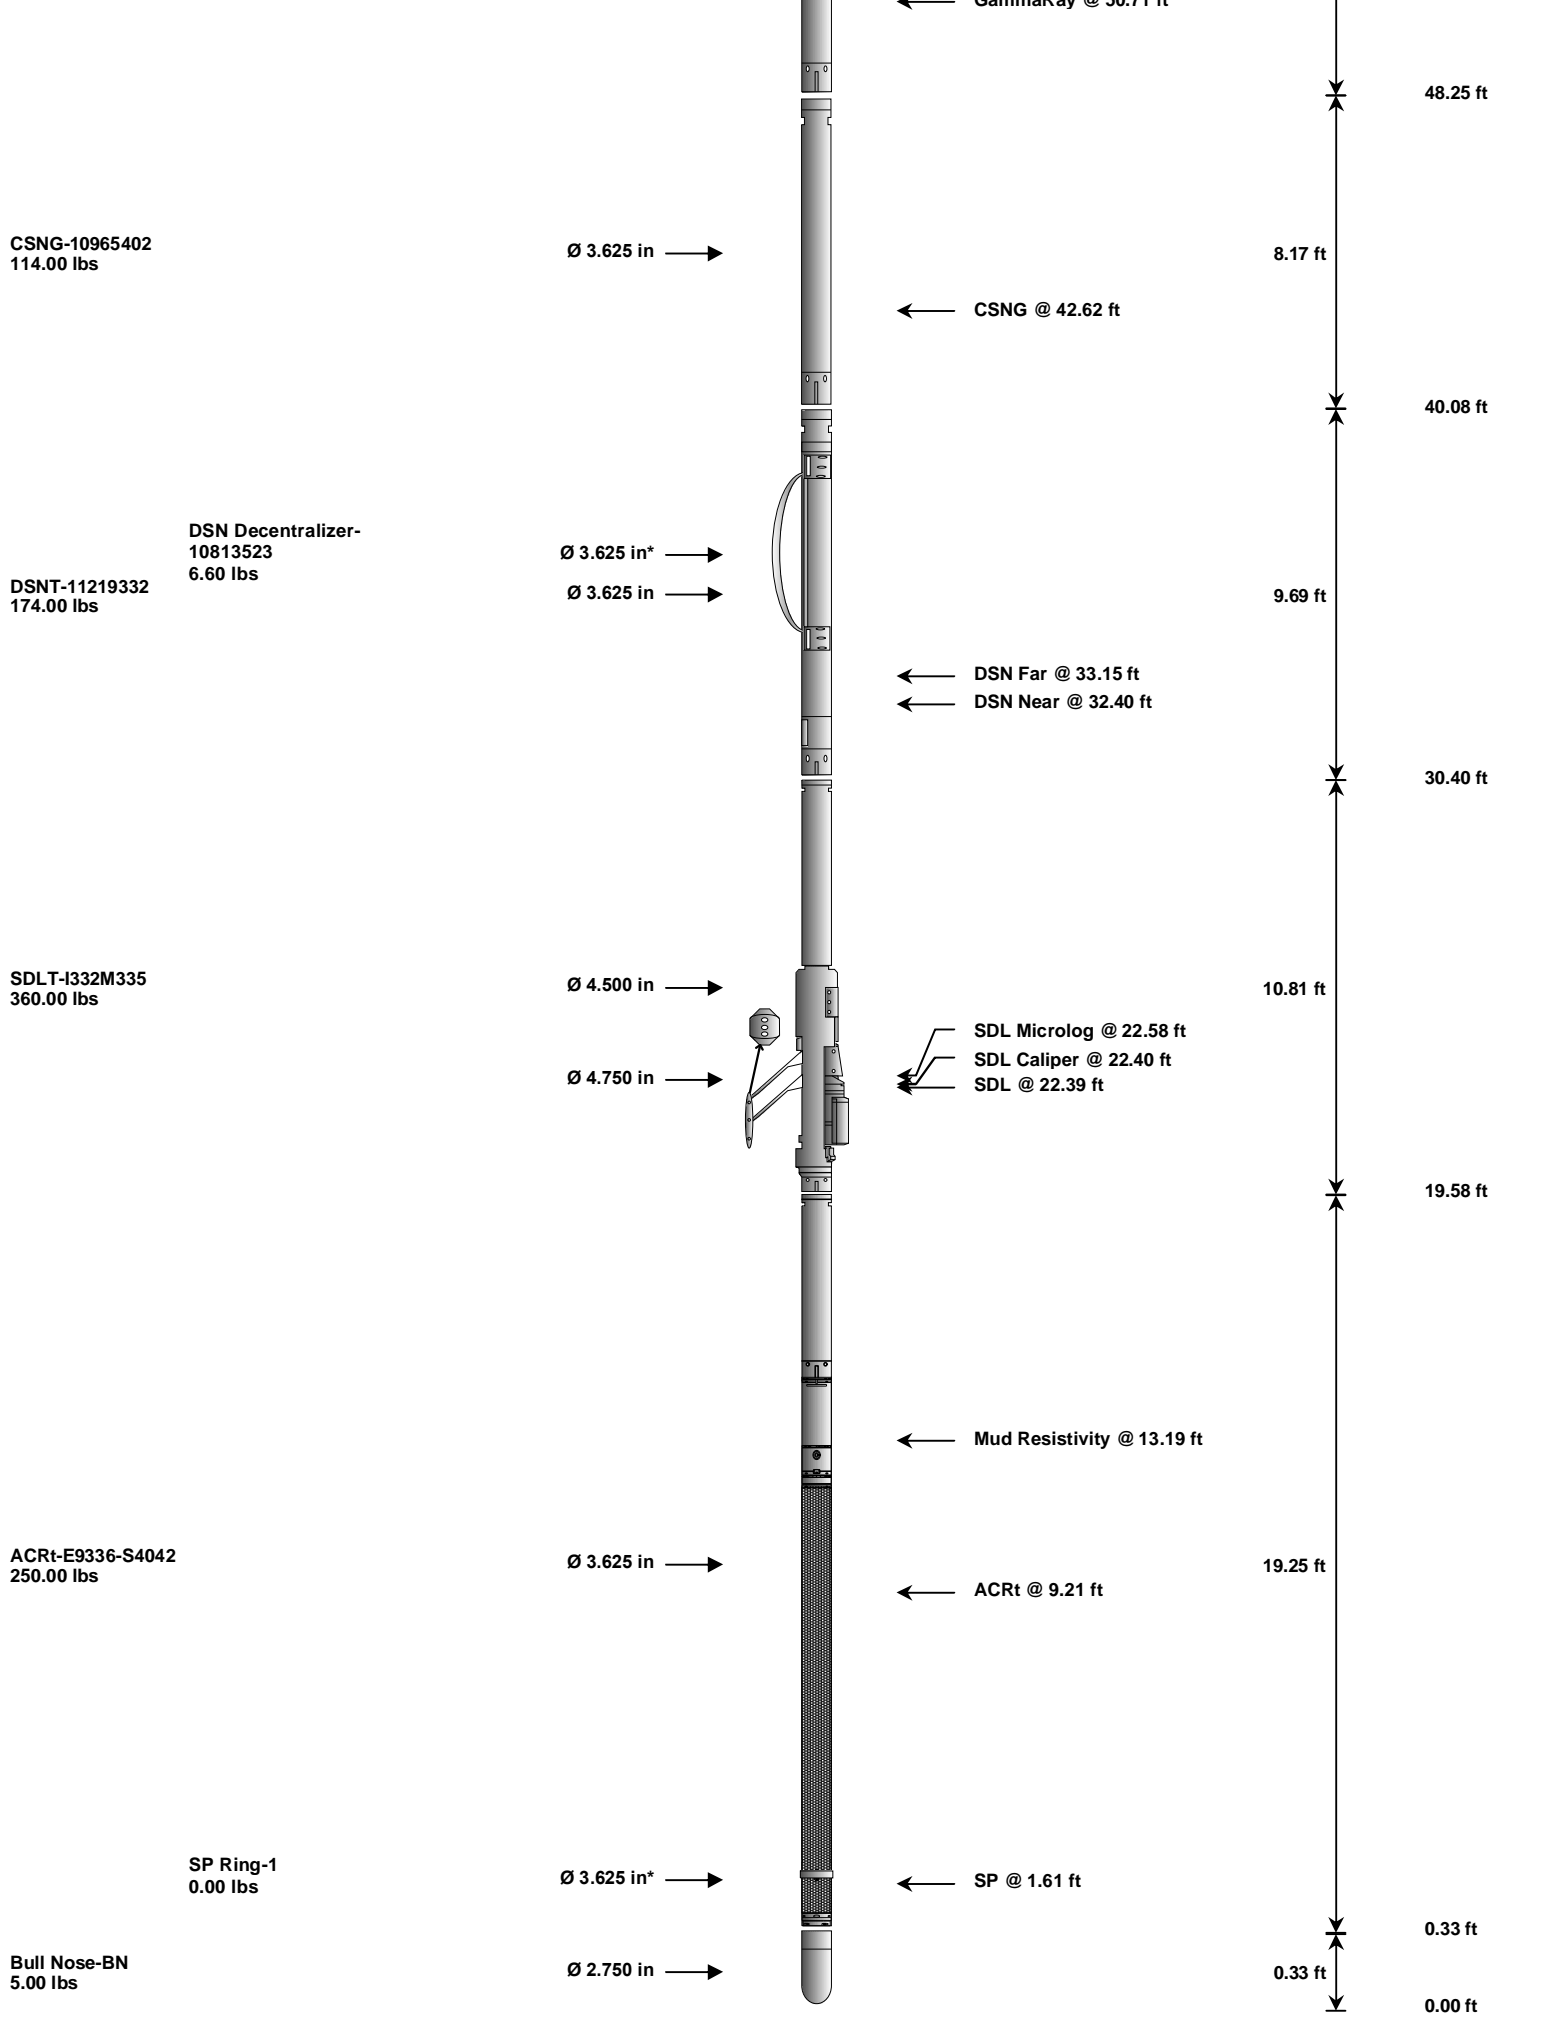 GammaRay @ 50.71 ft
48.25 ft
CSNG-10965402
114.00 lbs
Ø 3.625 in
8.17 ft
CSNG @ 42.62 ft
40.08 ft
DSN Decentralizer-
10813523
6.60 lbs
Ø 3.625 in*
DSNT-11219332
174.00 lbs
Ø 3.625 in
9.69 ft
DSN Far @ 33.15 ft
DSN Near @ 32.40 ft
30.40 ft
SDLT-I332M335
360.00 lbs
Ø 4.500 in
10.81 ft
SDL Microlog @ 22.58 ft
SDL Caliper @ 22.40 ft
Ø 4.750 in
SDL @ 22.39 ft
19.58 ft
Mud Resistivity @ 13.19 ft
ACRt-E9336-S4042
250.00 lbs
Ø 3.625 in
19.25 ft
ACRt @ 9.21 ft
SP Ring-1
0.00 lbs
Ø 3.625 in*
SP @ 1.61 ft
0.33 ft
Bull Nose-BN
5.00 lbs
Ø 2.750 in
0.33 ft
0.00 ft